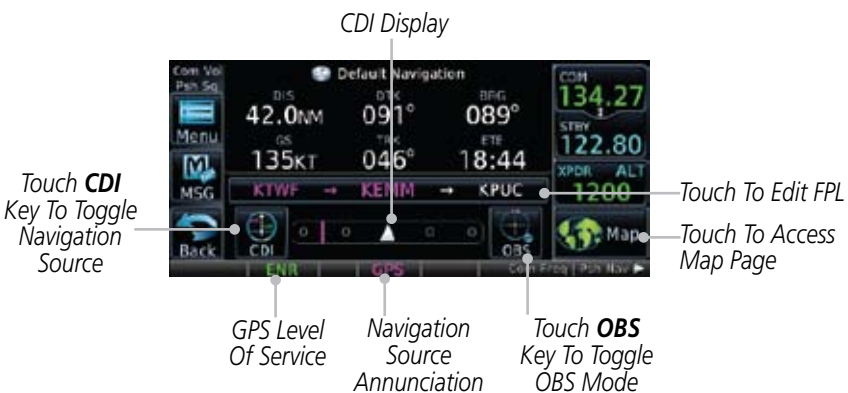 CDI Display
Com Vol
Psh Sq
Default Navigation
COM
134.27
DIS DTK BRG
42.0NM 091° 089°
Menu
STBY
122.80
GS TRK ETE
135KT 046° 18:44
MSG
XPDR ALT
1200
KTWF → KEMM → KPUC
Touch To Edit FPL
Touch CDI
Key To Toggle
Navigation
Source
Back
CDI
OBS
Map
Touch To Access
Map Page
ENR GPS Com Freq | Psh Nav
GPS Level
Of Service
Navigation
Source
Annunciation
Touch OBS
Key To Toggle
OBS Mode